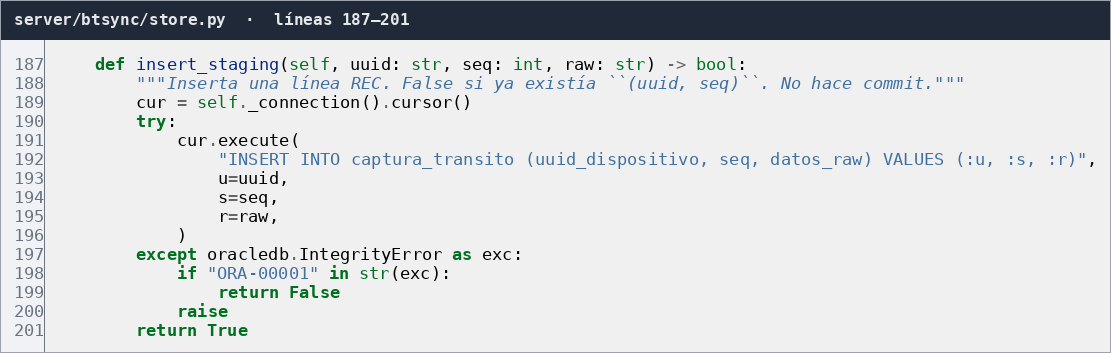 server/btsync/store.py · líneas 187–201
187     def insert_staging(self, uuid: str, seq: int, raw: str) -> bool:
188         """Inserta una línea REC. False si ya existía ``(uuid, seq)``. No hace commit."""
189         cur = self._connection().cursor()
190         try:
191             cur.execute(
192                 "INSERT INTO captura_transito (uuid_dispositivo, seq, datos_raw) VALUES (:u, :s, :r)",
193                 u=uuid,
194                 s=seq,
195                 r=raw,
196             )
197         except oracledb.IntegrityError as exc:
198             if "ORA-00001" in str(exc):
199                 return False
200             raise
201         return True